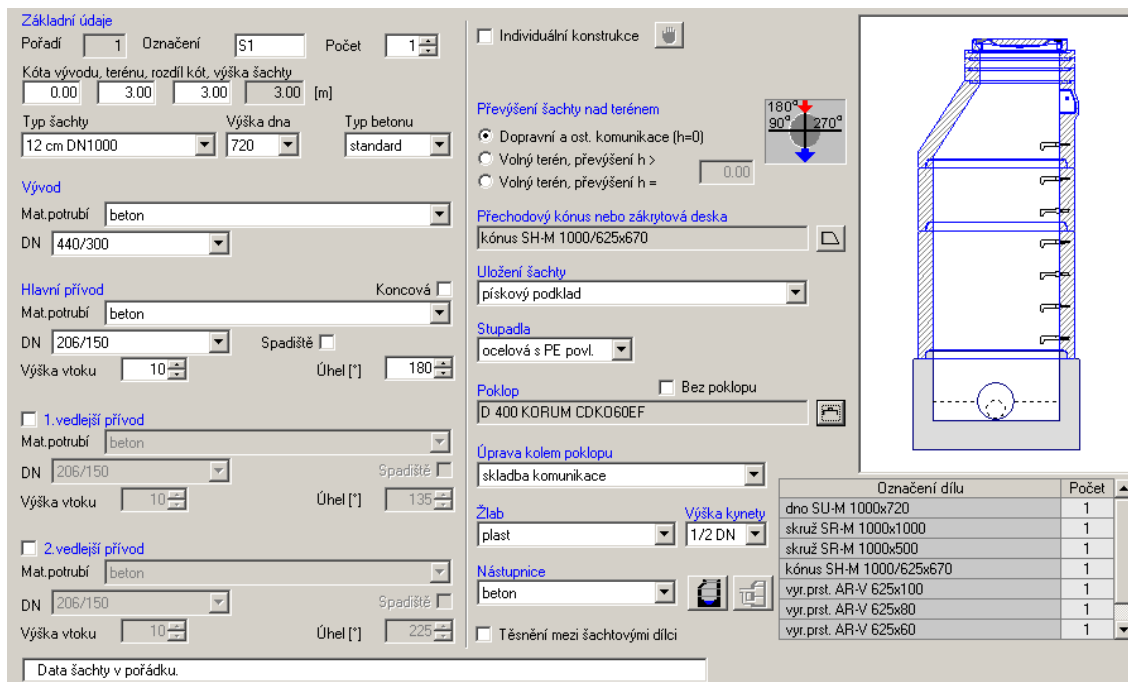 Základní údaje
Pořadí 1 Označení S1 Počet 1
Kóta vývodu, terénu, rozdíl kót, výška šachty
0.00 3.00 3.00 3.00 [m]
Typ šachty Výška dna Typ betonu
12 cm DN1000 720 standard
Vývod
Mat.potrubí beton
DN 440/300
Hlavní přívod Koncová
Mat.potrubí beton
DN 206/150 Spadiště
Výška vtoku 10 Úhel [°] 180
1.vedlejší přívod
Mat.potrubí beton
DN 206/150 Spadiště
Výška vtoku 10 Úhel [°] 135
2.vedlejší přívod
Mat.potrubí beton
DN 206/150 Spadiště
Výška vtoku 10 Úhel [°] 225
Data šachty v pořádku.
Individuální konstrukce
Převýšení šachty nad terénem
Dopravní a ost. komunikace (h=0)
Volný terén, převýšení h >
Volný terén, převýšení h =
0.00
180°
90° 270°
Přechodový kónus nebo zákrytová deska
kónus SH-M 1000/625x670
Uložení šachty
pískový podklad
Stupadla
ocelová s PE povl.
Poklop Bez poklopu
D 400 KORUM CDKO60EF
Úprava kolem poklopu
skladba komunikace
Žlab Výška kynety
plast 1/2 DN
Nástupnice
beton
Těsnění mezi šachtovými dílci
Označení dílu Počet
dno SU-M 1000x720 1
skruž SR-M 1000x1000 1
skruž SR-M 1000x500 1
kónus SH-M 1000/625x670 1
vyr.prst. AR-V 625x100 1
vyr.prst. AR-V 625x80 1
vyr.prst. AR-V 625x60 1